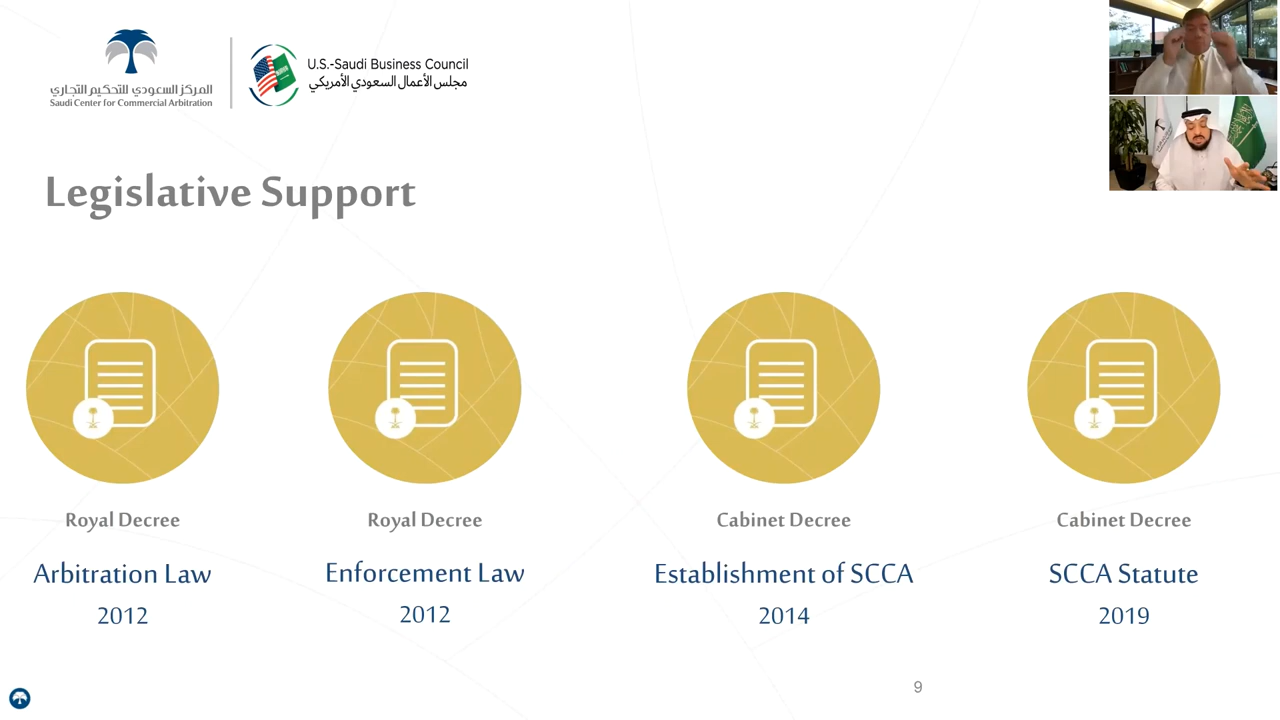 المركز السعودي للتحكيم التجاري
Saudi Center for Commercial Arbitration
U.S.-Saudi Business Council
مجلس الأعمال السعودي الأمريكي
Legislative Support
Royal Decree
Arbitration Law
2012
Royal Decree
Enforcement Law
2012
Cabinet Decree
Establishment of SCCA
2014
Cabinet Decree
SCCA Statute
2019
9